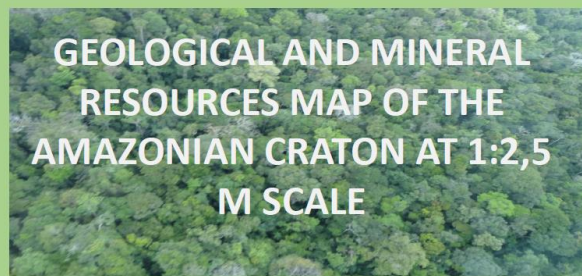 GEOLOGICAL AND MINERAL
RESOURCES MAP OF THE
AMAZONIAN CRATON AT 1:2,5
M SCALE